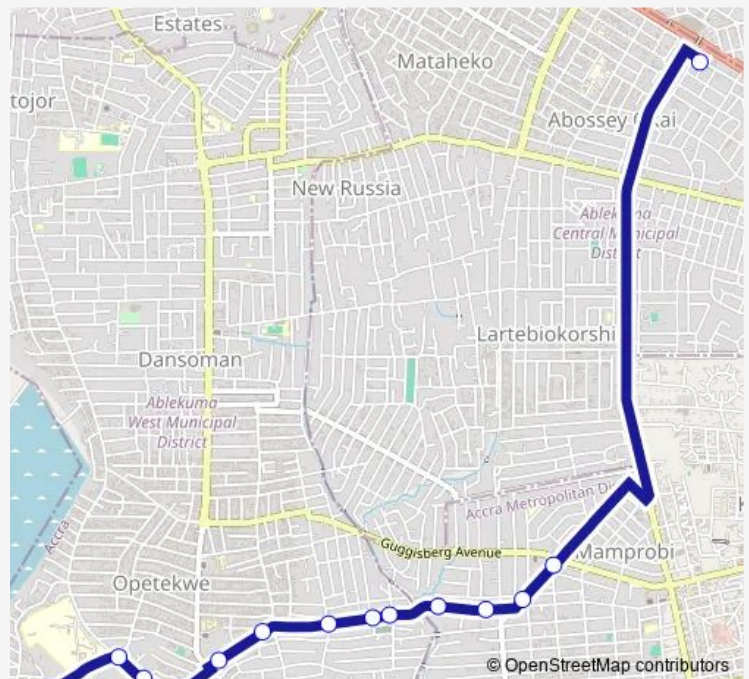 Estates
Mataheko
tojor
Abossey Okai
New Russia
Ablekuma
Central Municipal
District
Lartebiokorshi
Dansoman
Ablekuma
West Municipal
District
Accra Metropolitan Di
Accra
Guggisberg Avenue
Mamprobi
Opetekwe
© OpenStreetMap contributors